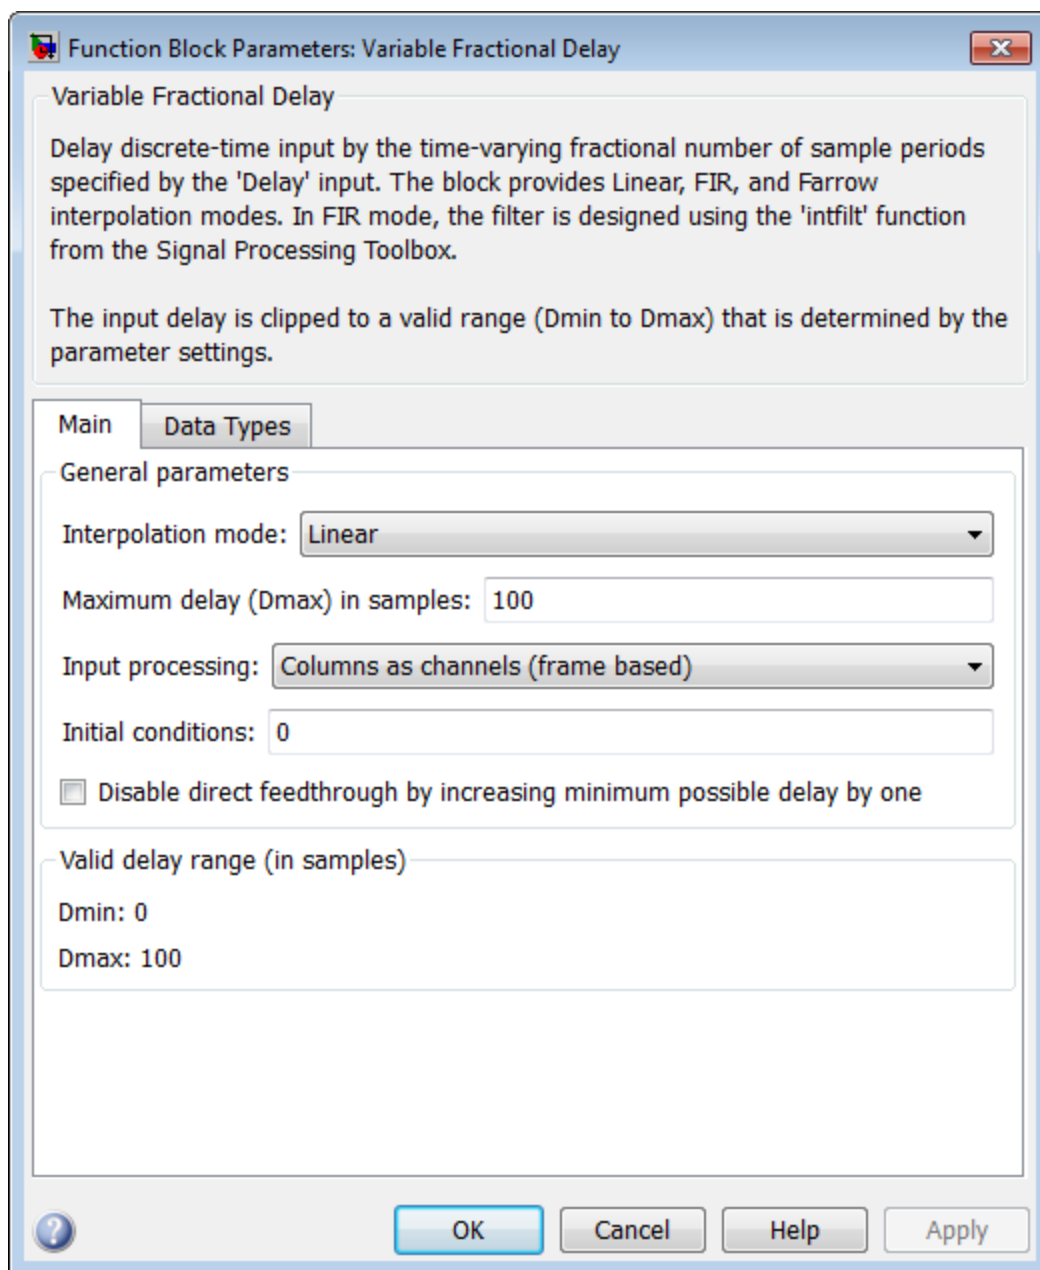 Function Block Parameters: Variable Fractional Delay
Variable Fractional Delay
Delay discrete-time input by the time-varying fractional number of sample periods
specified by the 'Delay' input. The block provides Linear, FIR, and Farrow
interpolation modes. In FIR mode, the filter is designed using the 'intfilt' function
from the Signal Processing Toolbox.
The input delay is clipped to a valid range (Dmin to Dmax) that is determined by the
parameter settings.
Main Data Types
General parameters
Interpolation mode: Linear
Maximum delay (Dmax) in samples: 100
Input processing: Columns as channels (frame based)
Initial conditions: 0
Disable direct feedthrough by increasing minimum possible delay by one
Valid delay range (in samples)
Dmin: 0
Dmax: 100
? OK Cancel Help Apply